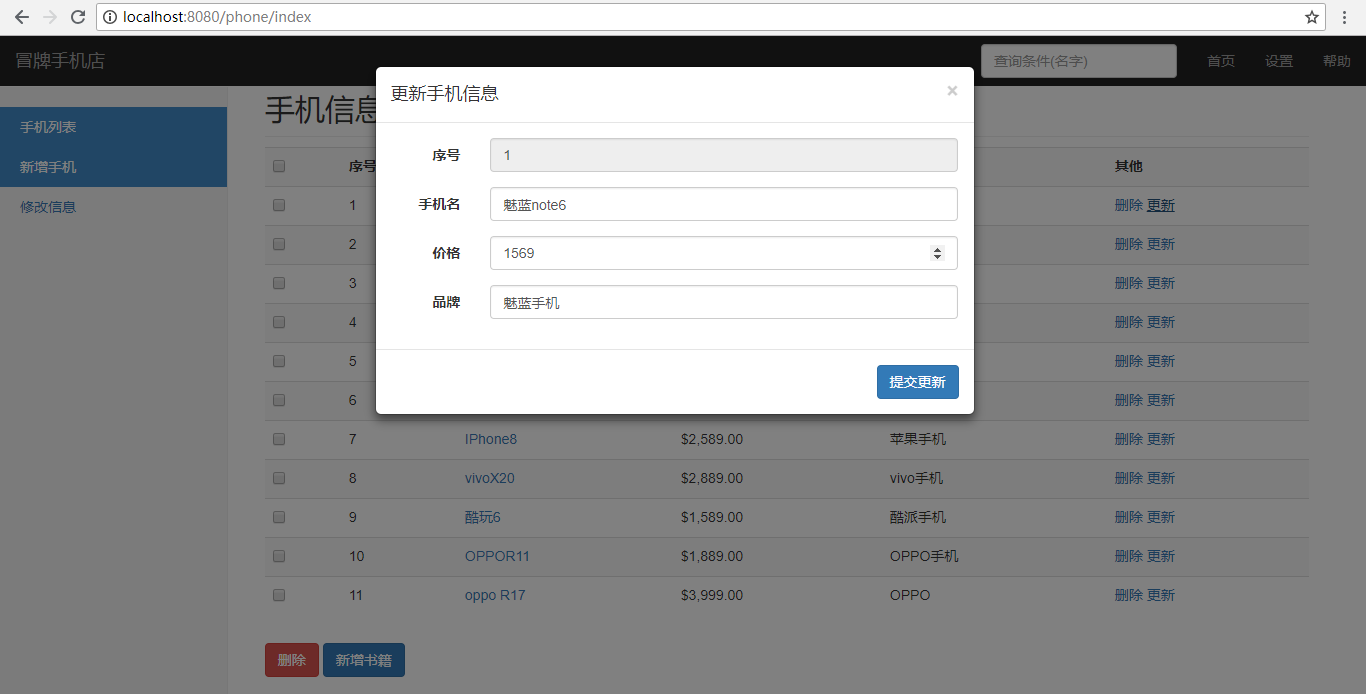 localhost:8080/phone/index
冒牌手机店 查询条件(名字) 首页 设置 帮助
手机列表
新增手机
修改信息
手机信息
更新手机信息 ×
序号 1
手机名 魅蓝note6
价格 1569
品牌 魅蓝手机
提交更新
序号 其他
1 删除 更新
2 删除 更新
3 删除 更新
4 删除 更新
5 删除 更新
6 删除 更新
7 IPhone8 $2,589.00 苹果手机 删除 更新
8 vivoX20 $2,889.00 vivo手机 删除 更新
9 酷玩6 $1,589.00 酷派手机 删除 更新
10 OPPOR11 $1,889.00 OPPO手机 删除 更新
11 oppo R17 $3,999.00 OPPO 删除 更新
删除 新增书籍